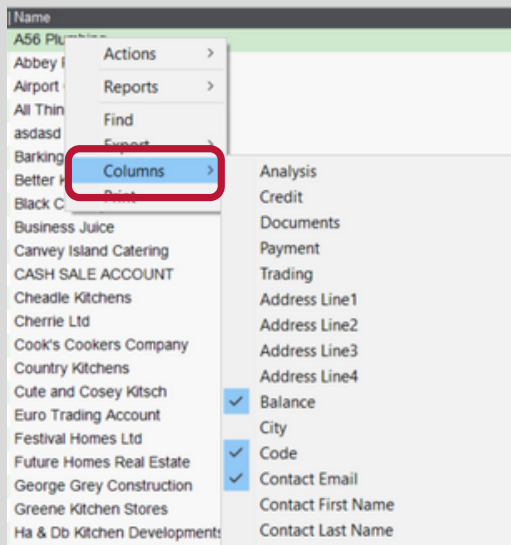 Name
A56 Plumbing
Abbey
Airport
All Thin
asdasd
Barking
Better K
Black C
Business Juice
Canvey Island Catering
CASH SALE ACCOUNT
Cheadle Kitchens
Cherrie Ltd
Cook's Cookers Company
Country Kitchens
Cute and Cosey Kitsch
Euro Trading Account
Festival Homes Ltd
Future Homes Real Estate
George Grey Construction
Greene Kitchen Stores
Ha & Db Kitchen Developments
Actions
Reports
Find
Export
Columns
Print
Analysis
Credit
Documents
Payment
Trading
Address Line1
Address Line2
Address Line3
Address Line4
Balance
City
Code
Contact Email
Contact First Name
Contact Last Name